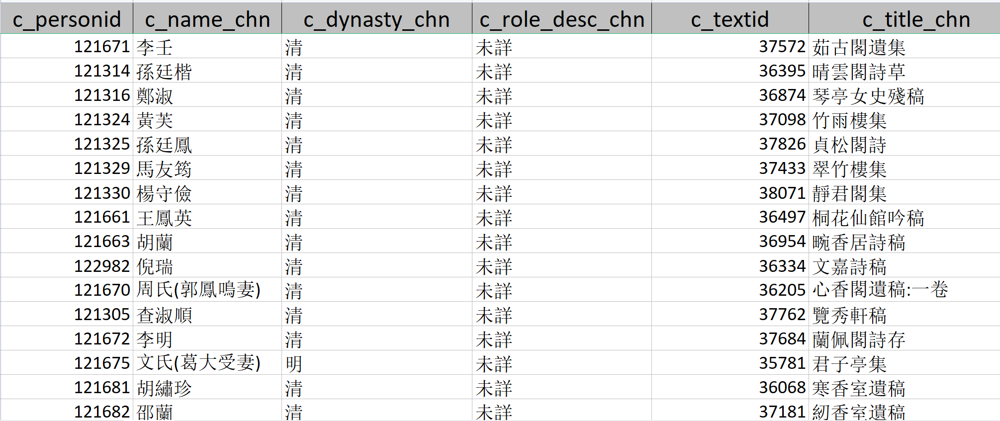 c_personid c_name_chn c_dynasty_chn c_role_desc_chn c_textid c_title_chn
121671 李壬 清 未詳 37572 茹古閣遺集
121314 孫廷楷 清 未詳 36395 晴雲閣詩草
121316 鄭淑 清 未詳 36874 琴亭女史殘稿
121324 黃芙 清 未詳 37098 竹雨樓集
121325 孫廷鳳 清 未詳 37826 貞松閣詩
121329 馬友筠 清 未詳 37433 翠竹樓集
121330 楊守儉 清 未詳 38071 靜君閣集
121661 王鳳英 清 未詳 36497 桐花仙館吟稿
121663 胡蘭 清 未詳 36954 畹香居詩稿
122982 倪瑞 清 未詳 36334 文嘉詩稿
121670 周氏(郭鳳鳴妻) 清 未詳 36205 心香閣遺稿:一卷
121305 查淑順 清 未詳 37762 覽秀軒稿
121672 李明 清 未詳 37684 蘭佩閣詩存
121675 文氏(葛大受妻) 明 未詳 35781 君子亭集
121681 胡繡珍 清 未詳 36068 寒香室遺稿
121682 邵蘭 清 未詳 37181 紉香室遺稿